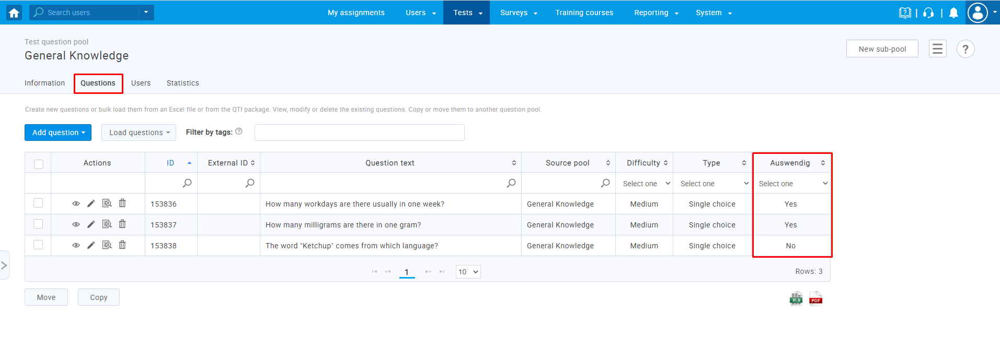 Search users
My assignments Users Tests Surveys Training courses Reporting System
Test question pool
General Knowledge
New sub-pool
?
Information Questions Users Statistics
Create new questions or bulk load them from an Excel file or from the QTI package. View, modify or delete the existing questions. Copy or move them to another question pool.
Add question Load questions Filter by tags: ?
Actions ID External ID Question text Source pool Difficulty Type Auswendig
Select one Select one Select one
153836 How many workdays are there usually in one week? General Knowledge Medium Single choice Yes
153837 How many milligrams are there in one gram? General Knowledge Medium Single choice Yes
153838 The word "Ketchup" comes from which language? General Knowledge Medium Single choice No
1 10 Rows: 3
Move Copy XLS PDF